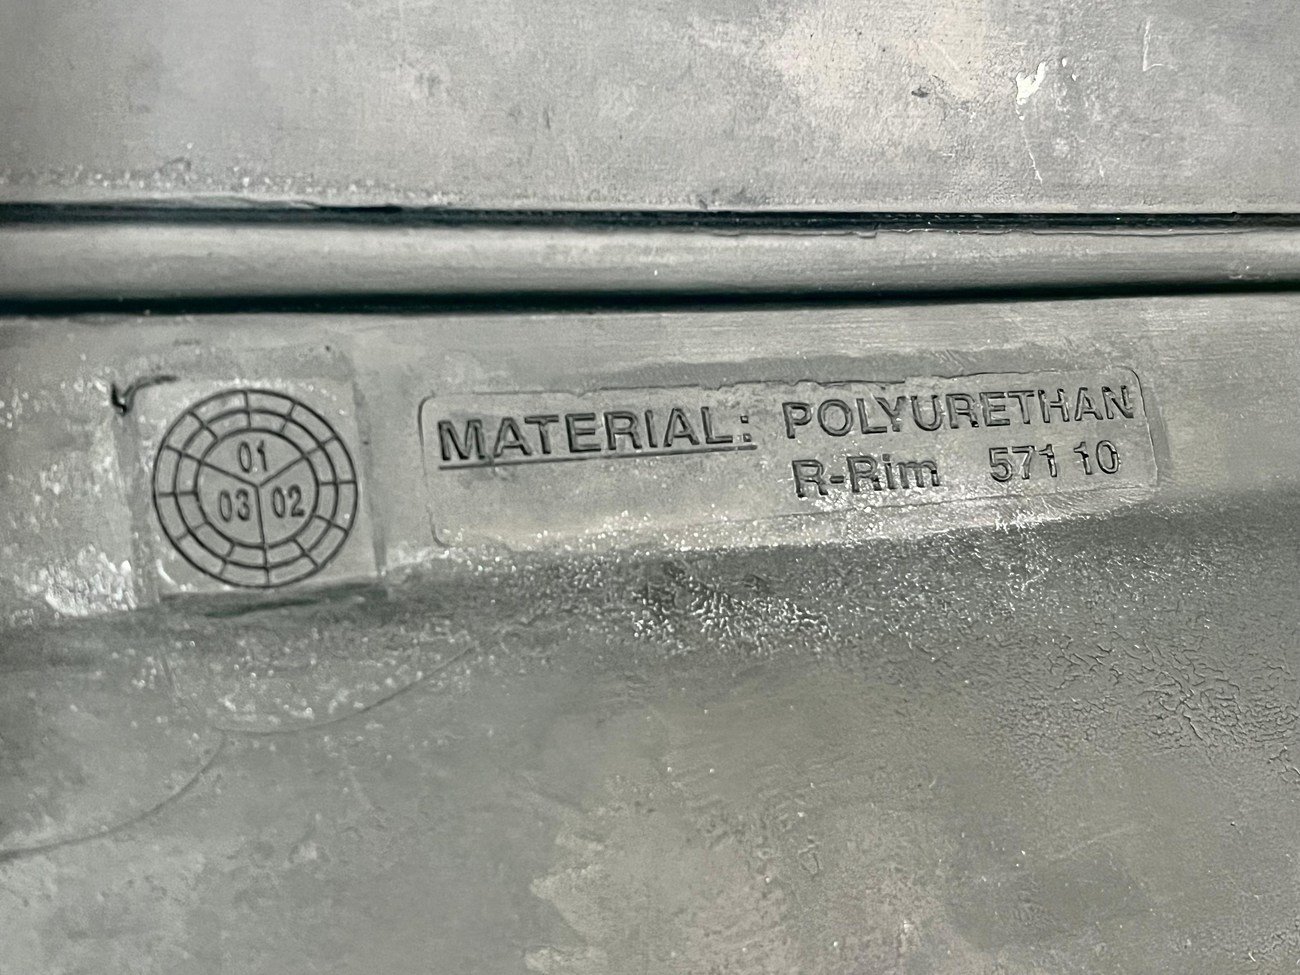 01
03 02
MATERIAL: POLYURETHAN
R-Rim 571 10